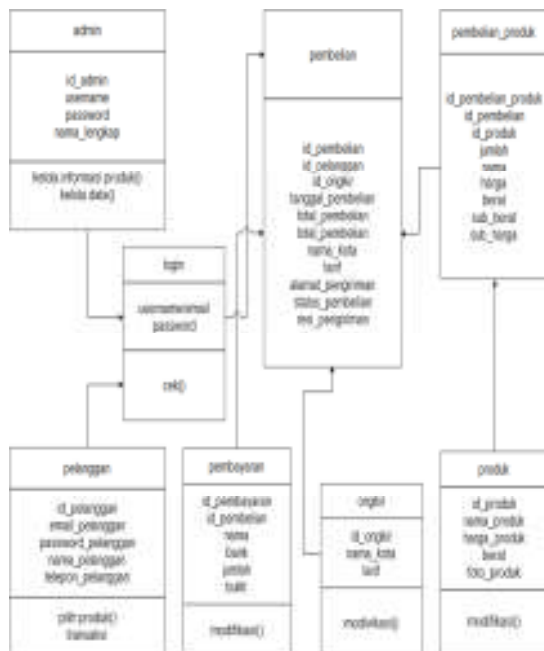 admin
id_admin
username
password
nama_lengkap
kelola informasi produk()
kelola data()
login
username/email
password
cek()
pembelian
id_pembelian
id_pelanggan
id_ongkir
tanggal_pembelian
total_pembelian
total_pembelian
nama_kota
tarif
alamat_pengiriman
status_pembelian
resi_pengiriman
pembelian_produk
id_pembelian_produk
id_pembelian
id_produk
jumlah
nama
harga
berat
sub_berat
sub_harga
pelanggan
id_pelanggan
email_pelanggan
password_pelanggan
nama_pelanggan
telepon_pelanggan
pilih produk()
transaksi
pembayaran
id_pembayaran
id_pembelian
nama
bank
jumlah
bukti
modifikasi()
ongkir
id_ongkir
nama_kota
tarif
produk
id_produk
nama_produk
harga_produk
berat
foto_produk
modifikasi()